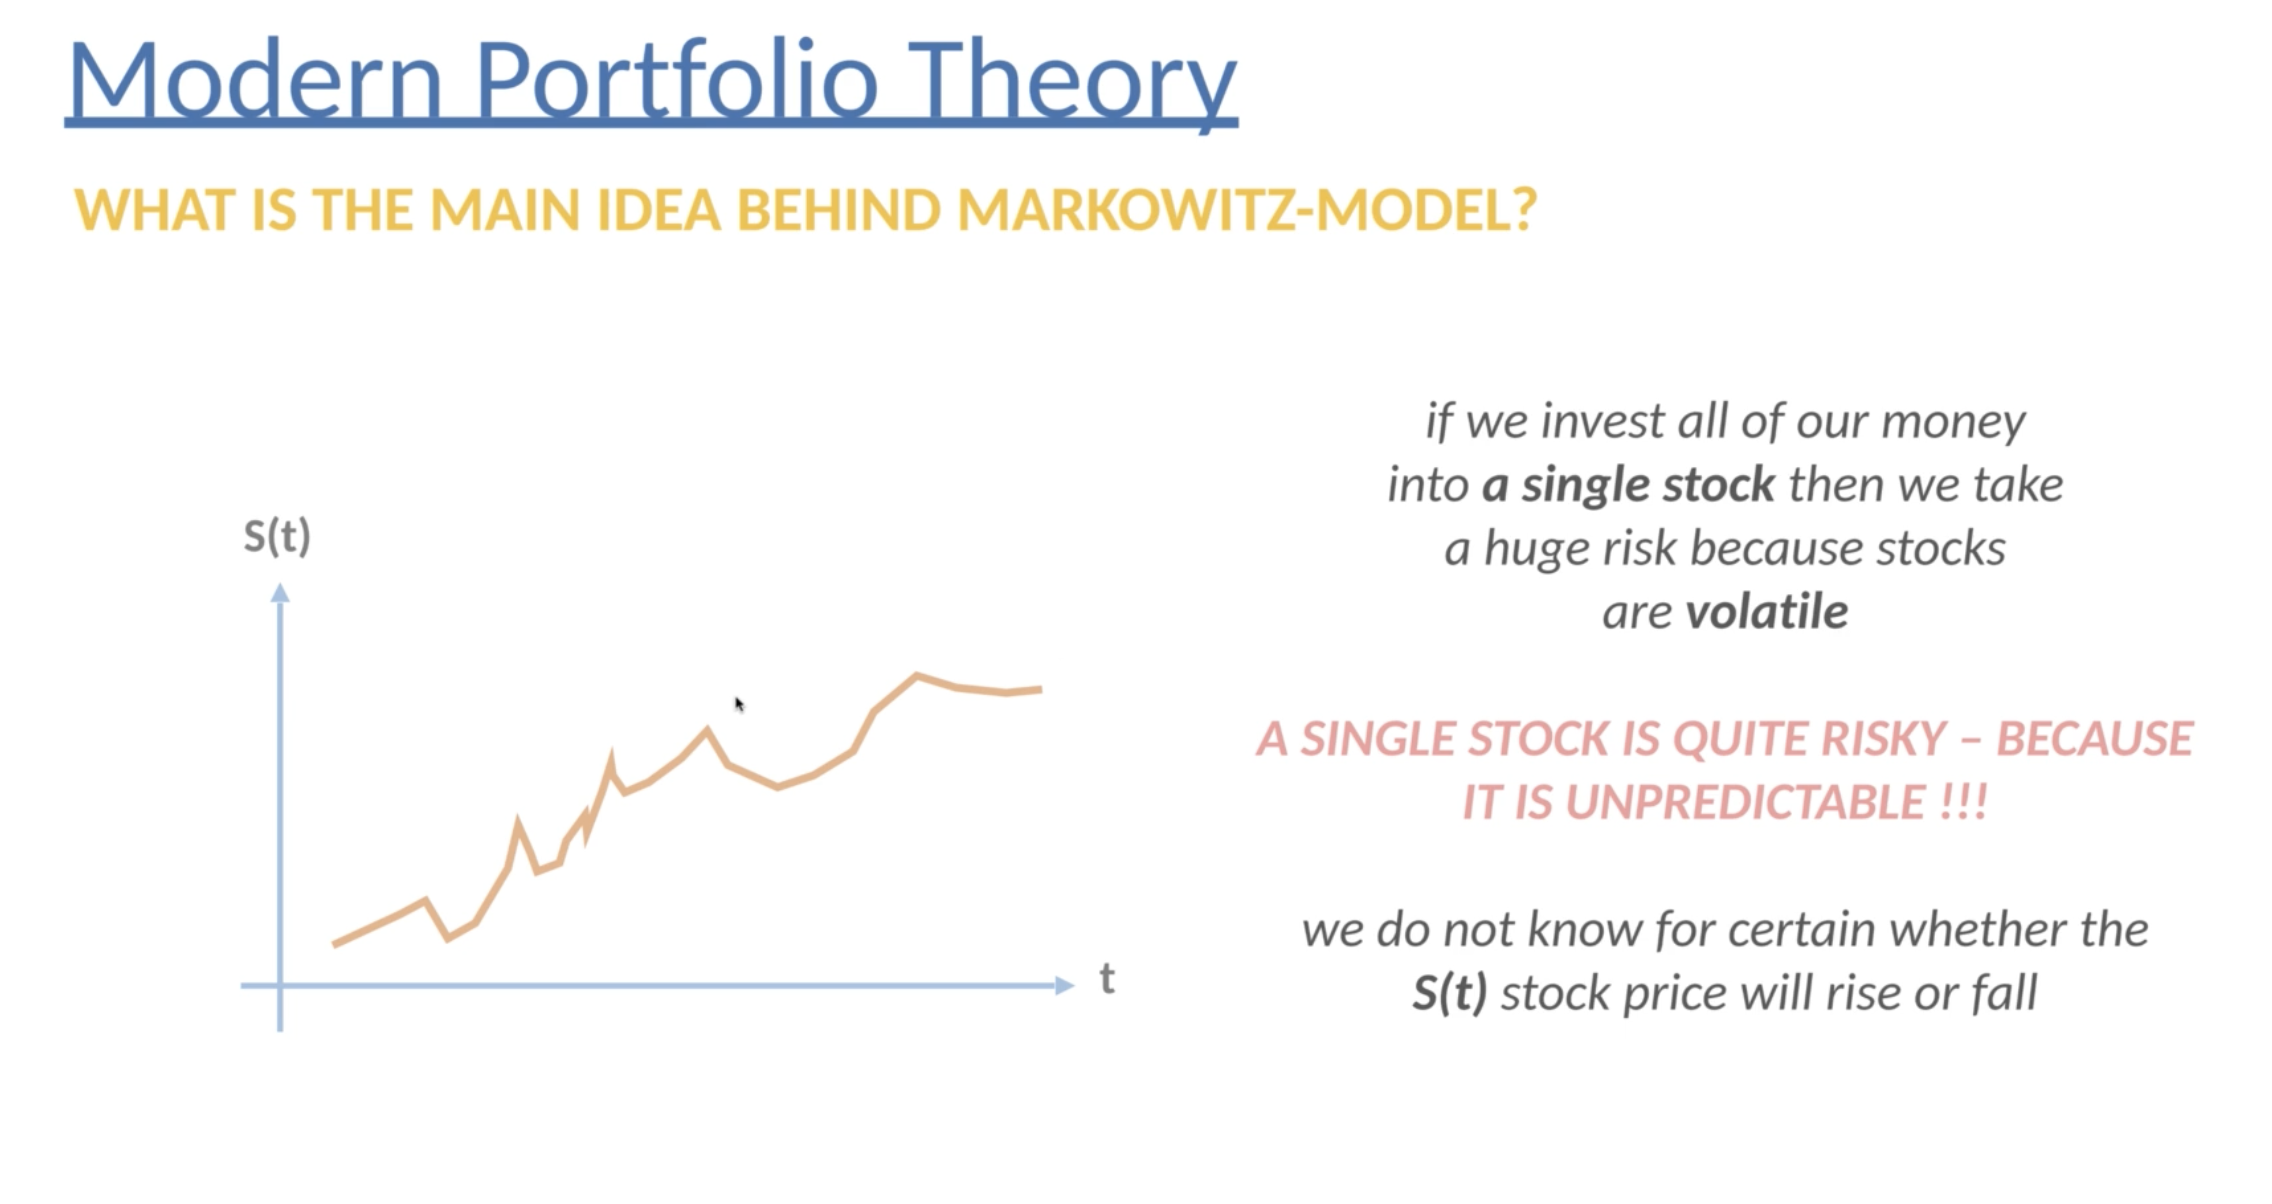 Modern Portfolio Theory
WHAT IS THE MAIN IDEA BEHIND MARKOWITZ-MODEL?
S(t)
t
if we invest all of our money
into a single stock then we take
a huge risk because stocks
are volatile
A SINGLE STOCK IS QUITE RISKY – BECAUSE
IT IS UNPREDICTABLE !!!
we do not know for certain whether the
S(t) stock price will rise or fall